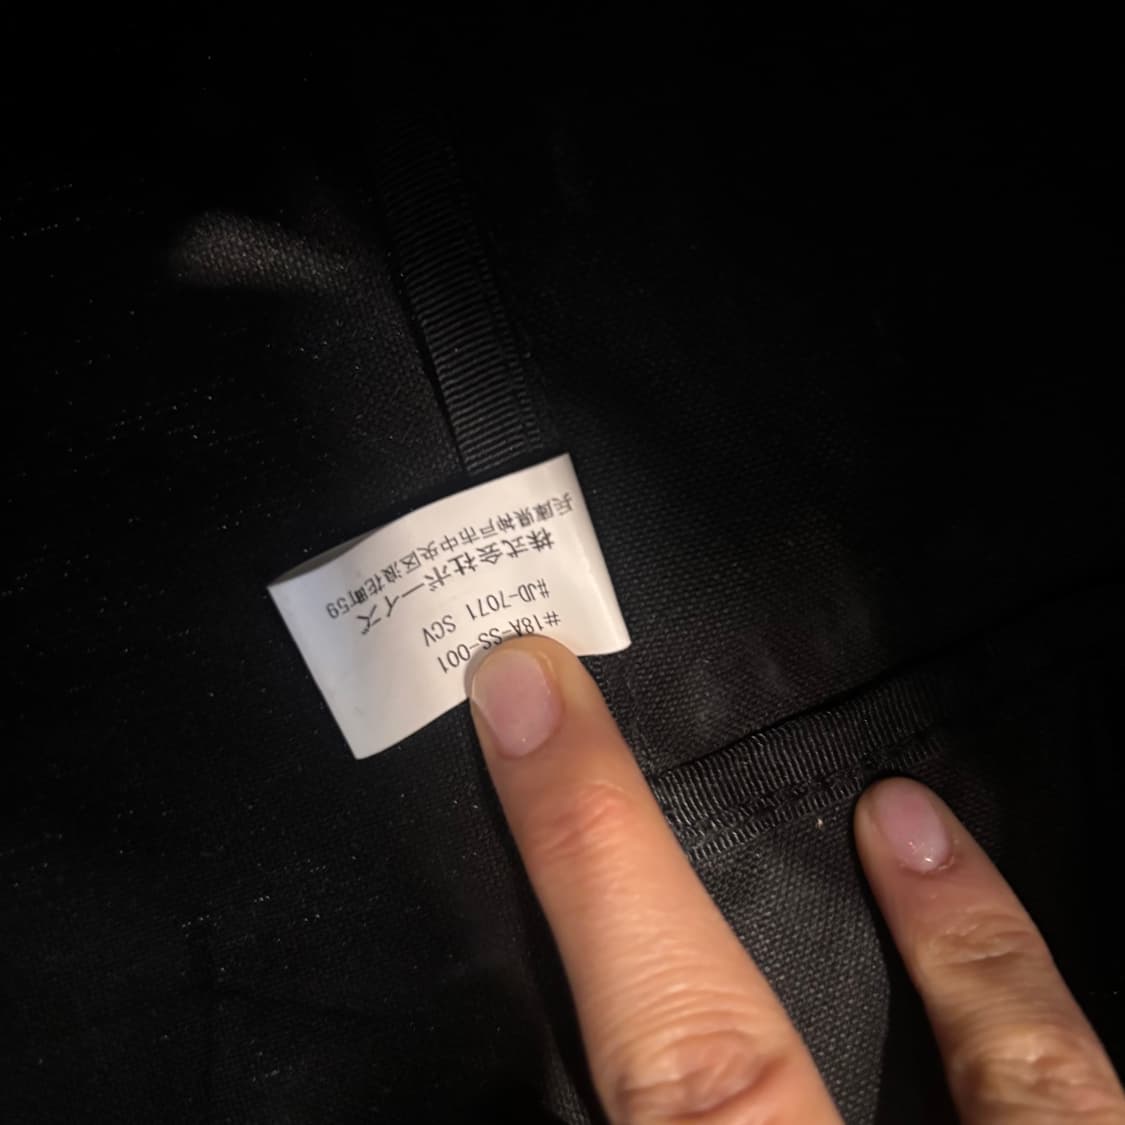 #18A-SS-001
#JD-7071 SCV
株式会社ボーイズ
兵庫県神戸市中央区浪花町59